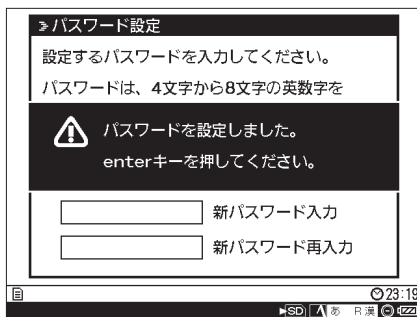 パスワード設定
設定するパスワードを入力してください。
パスワードは、4文字から8文字の英数字を
パスワードを設定しました。
enterキーを押してください。
新パスワード入力
新パスワード再入力
23:19
SD あ R漢